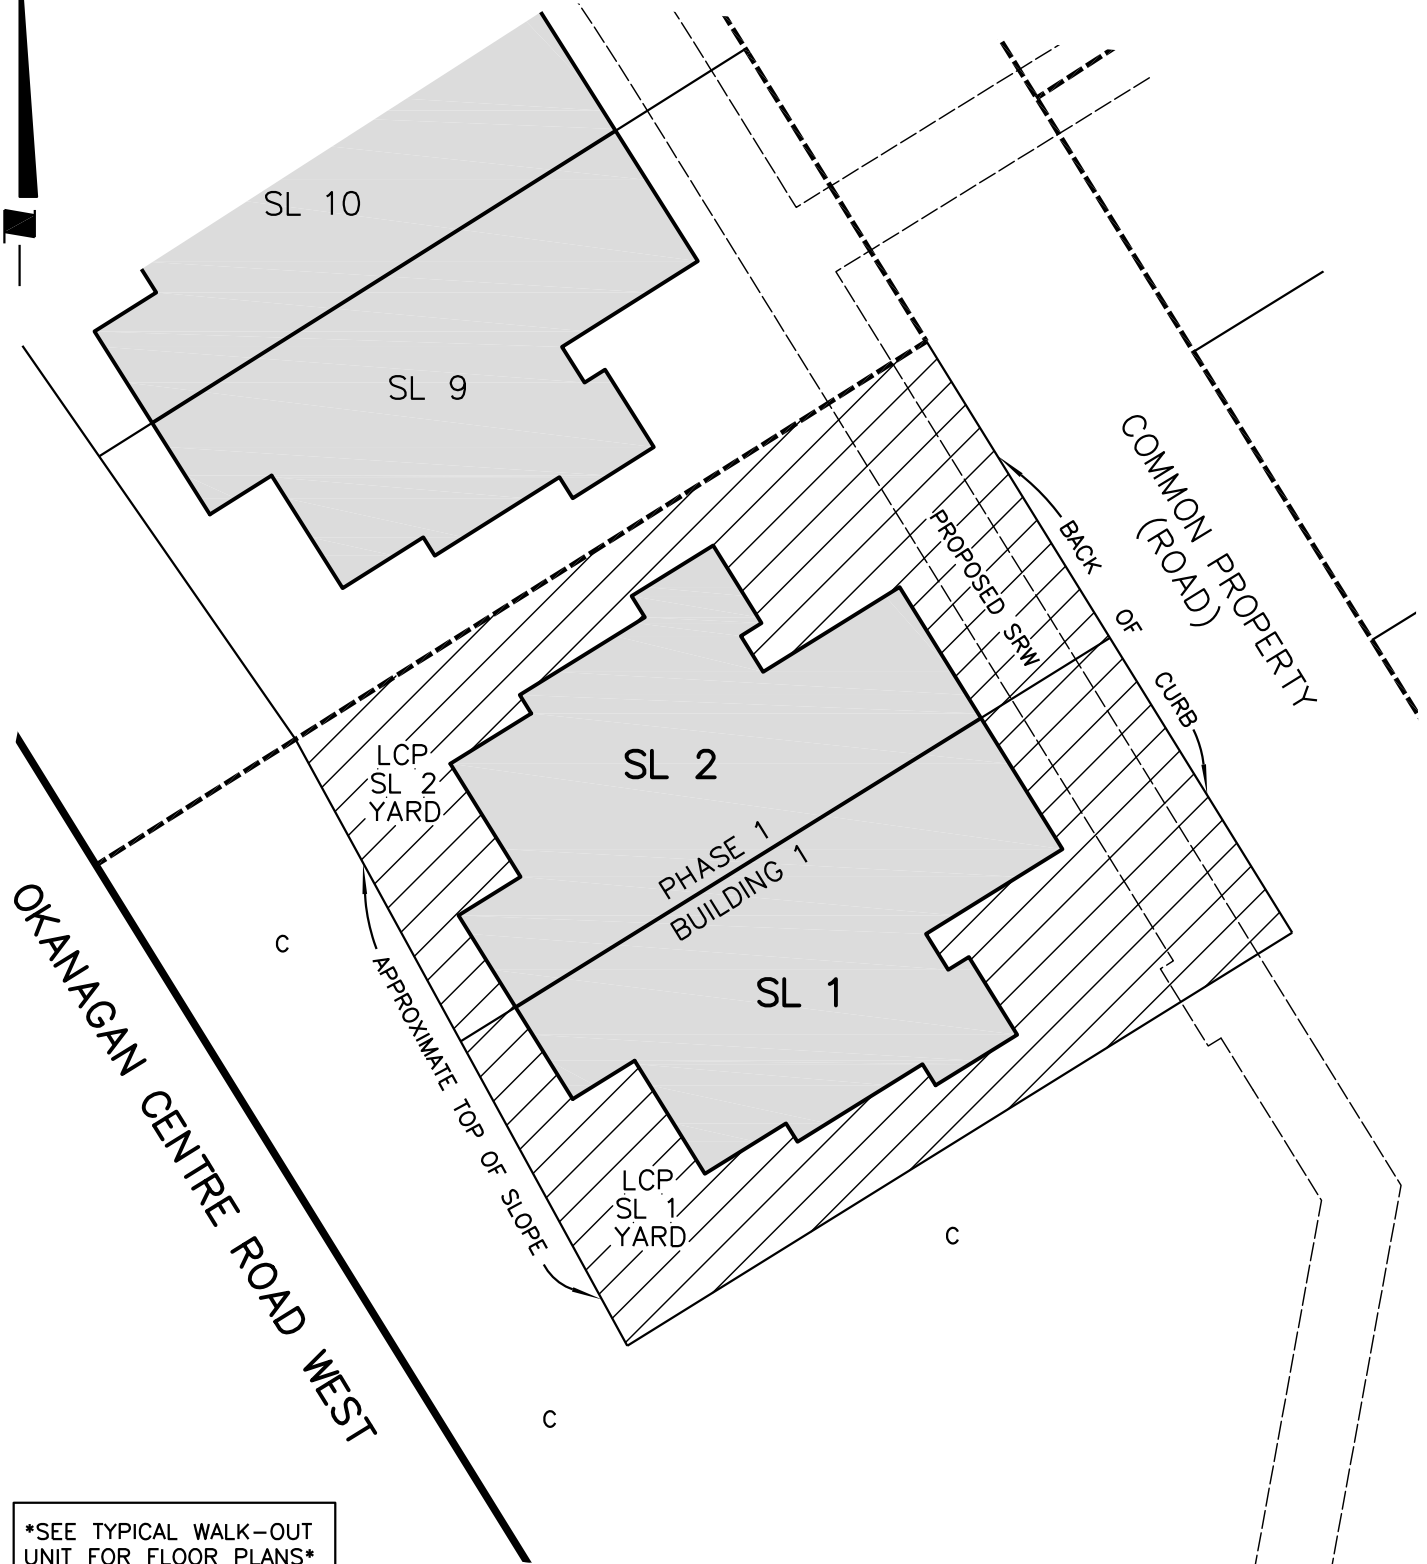 SL 10
SL 9
COMMON PROPERTY
(ROAD)
BACK OF CURB
PROPOSED SRW
LCP
SL 2
YARD
SL 2
PHASE 1
BUILDING 1
SL 1
C
APPROXIMATE TOP OF SLOPE
OKANAGAN CENTRE ROAD WEST
LCP
SL 1
YARD
C
C
*SEE TYPICAL WALK-OUT
UNIT FOR FLOOR PLANS*